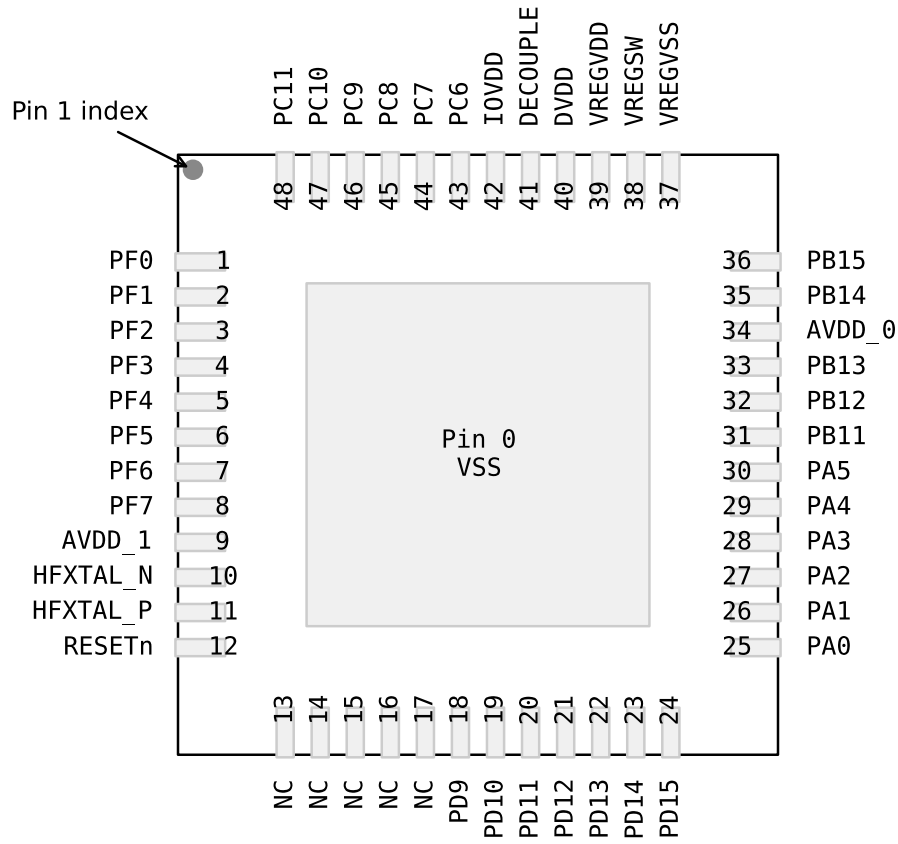 PC11 PC10 PC9 PC8 PC7 PC6 IOVDD DECOUPLE DVDD VREGVDD VREGSW VREGVSS
Pin 1 index
48 47 46 45 44 43 42 41 40 39 38 37
PF0 1 36 PB15
PF1 2 35 PB14
PF2 3 34 AVDD_0
PF3 4 33 PB13
PF4 5 32 PB12
PF5 6 31 PB11
Pin 0
VSS
PF6 7 30 PA5
PF7 8 29 PA4
AVDD_1 9 28 PA3
HFXTAL_N 10 27 PA2
HFXTAL_P 11 26 PA1
RESETn 12 25 PA0
13 14 15 16 17 18 19 20 21 22 23 24
NC NC NC NC NC PD9 PD10 PD11 PD12 PD13 PD14 PD15